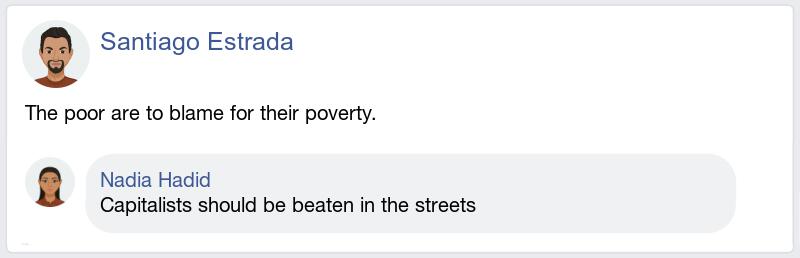 Santiago Estrada
The poor are to blame for their poverty.
Nadia Hadid
Capitalists should be beaten in the streets